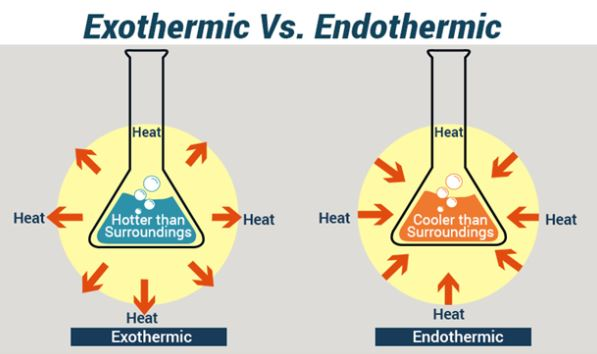 Exothermic Vs. Endothermic
Heat
Hotter than
Surroundings
Heat
Heat
Heat
Exothermic
Heat
Cooler than
Surroundings
Heat
Heat
Heat
Endothermic